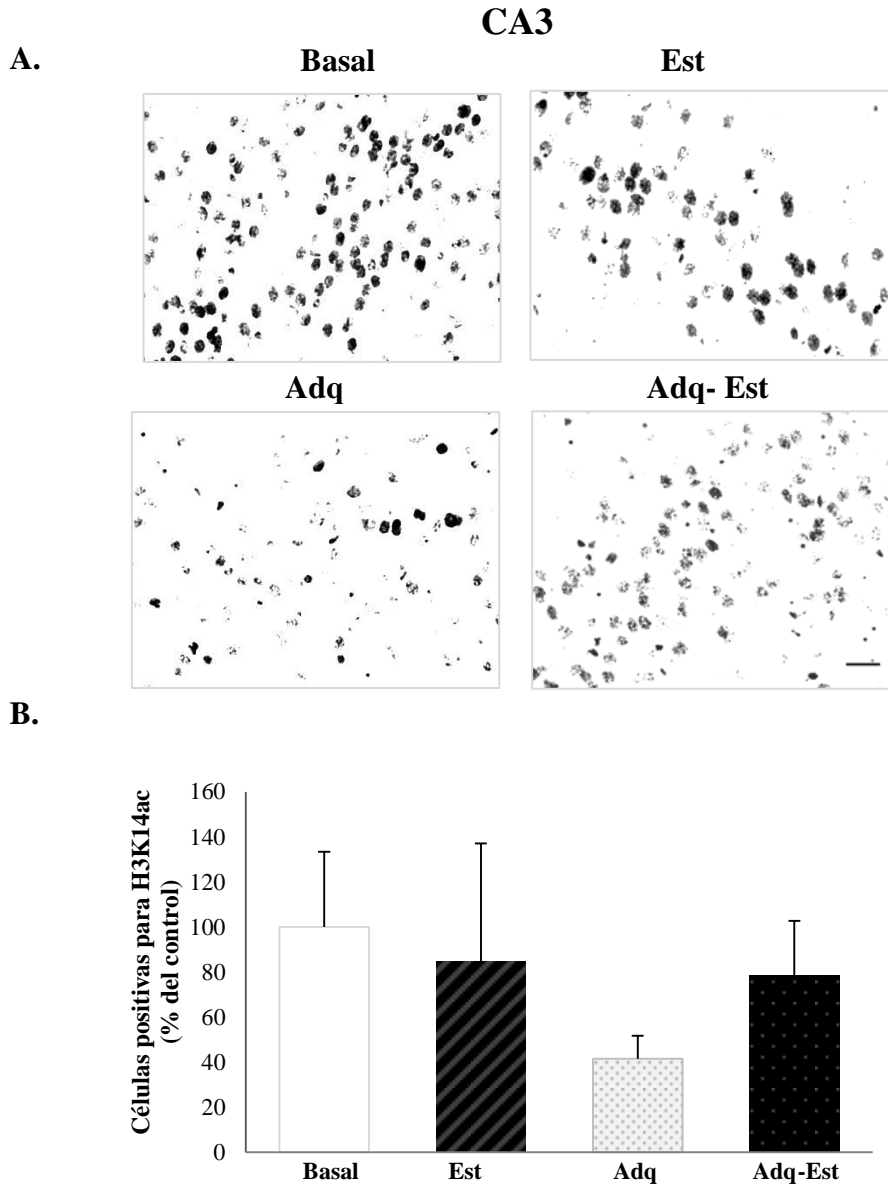 CA3
A.
Basal
Est
Adq
Adq- Est
B.
Células positivas para H3K14ac
(% del control)
160
140
120
100
80
60
40
20
0
Basal
Est
Adq
Adq-Est